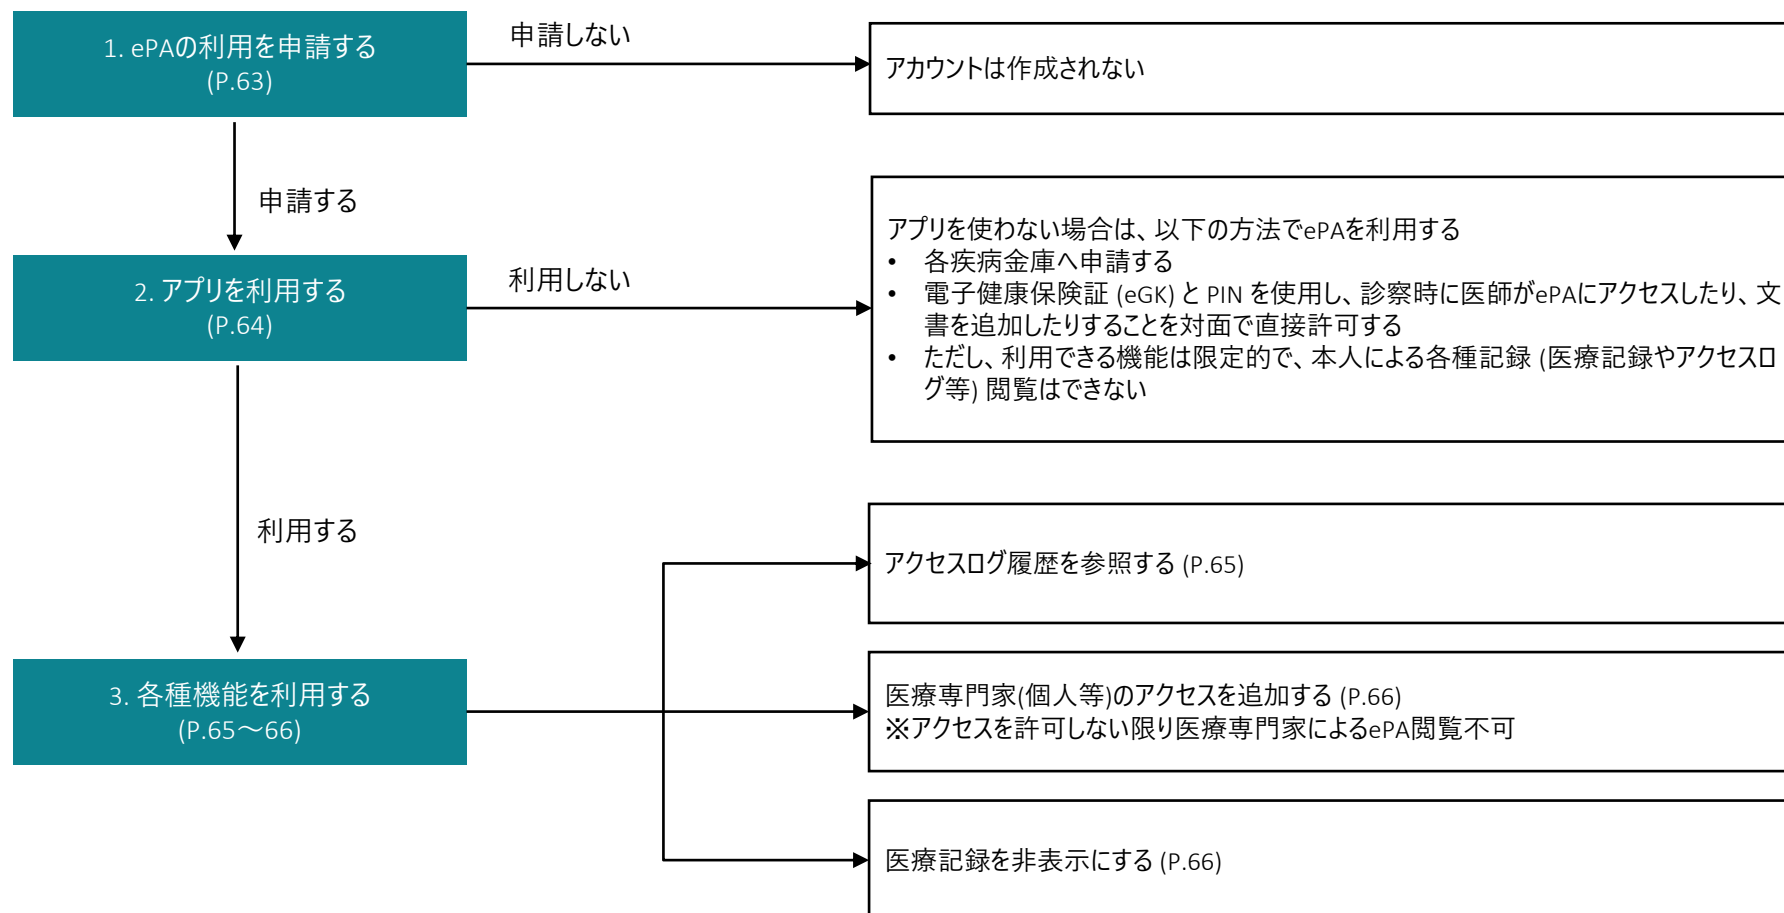 1. ePAの利用を申請する
(P.63)
申請しない
アカウントは作成されない
申請する
2. アプリを利用する
(P.64)
利用しない
アプリを使わない場合は、以下の方法でePAを利用する
• 各疾病金庫へ申請する
• 電子健康保険証 (eGK) と PIN を使用し、診察時に医師がePAにアクセスしたり、文
書を追加したりすることを対面で直接許可する
• ただし、利用できる機能は限定的で、本人による各種記録 (医療記録やアクセスロ
グ等) 閲覧はできない
利用する
3. 各種機能を利用する
(P.65～66)
アクセスログ履歴を参照する (P.65)
医療専門家(個人等)のアクセスを追加する (P.66)
※アクセスを許可しない限り医療専門家によるePA閲覧不可
医療記録を非表示にする (P.66)